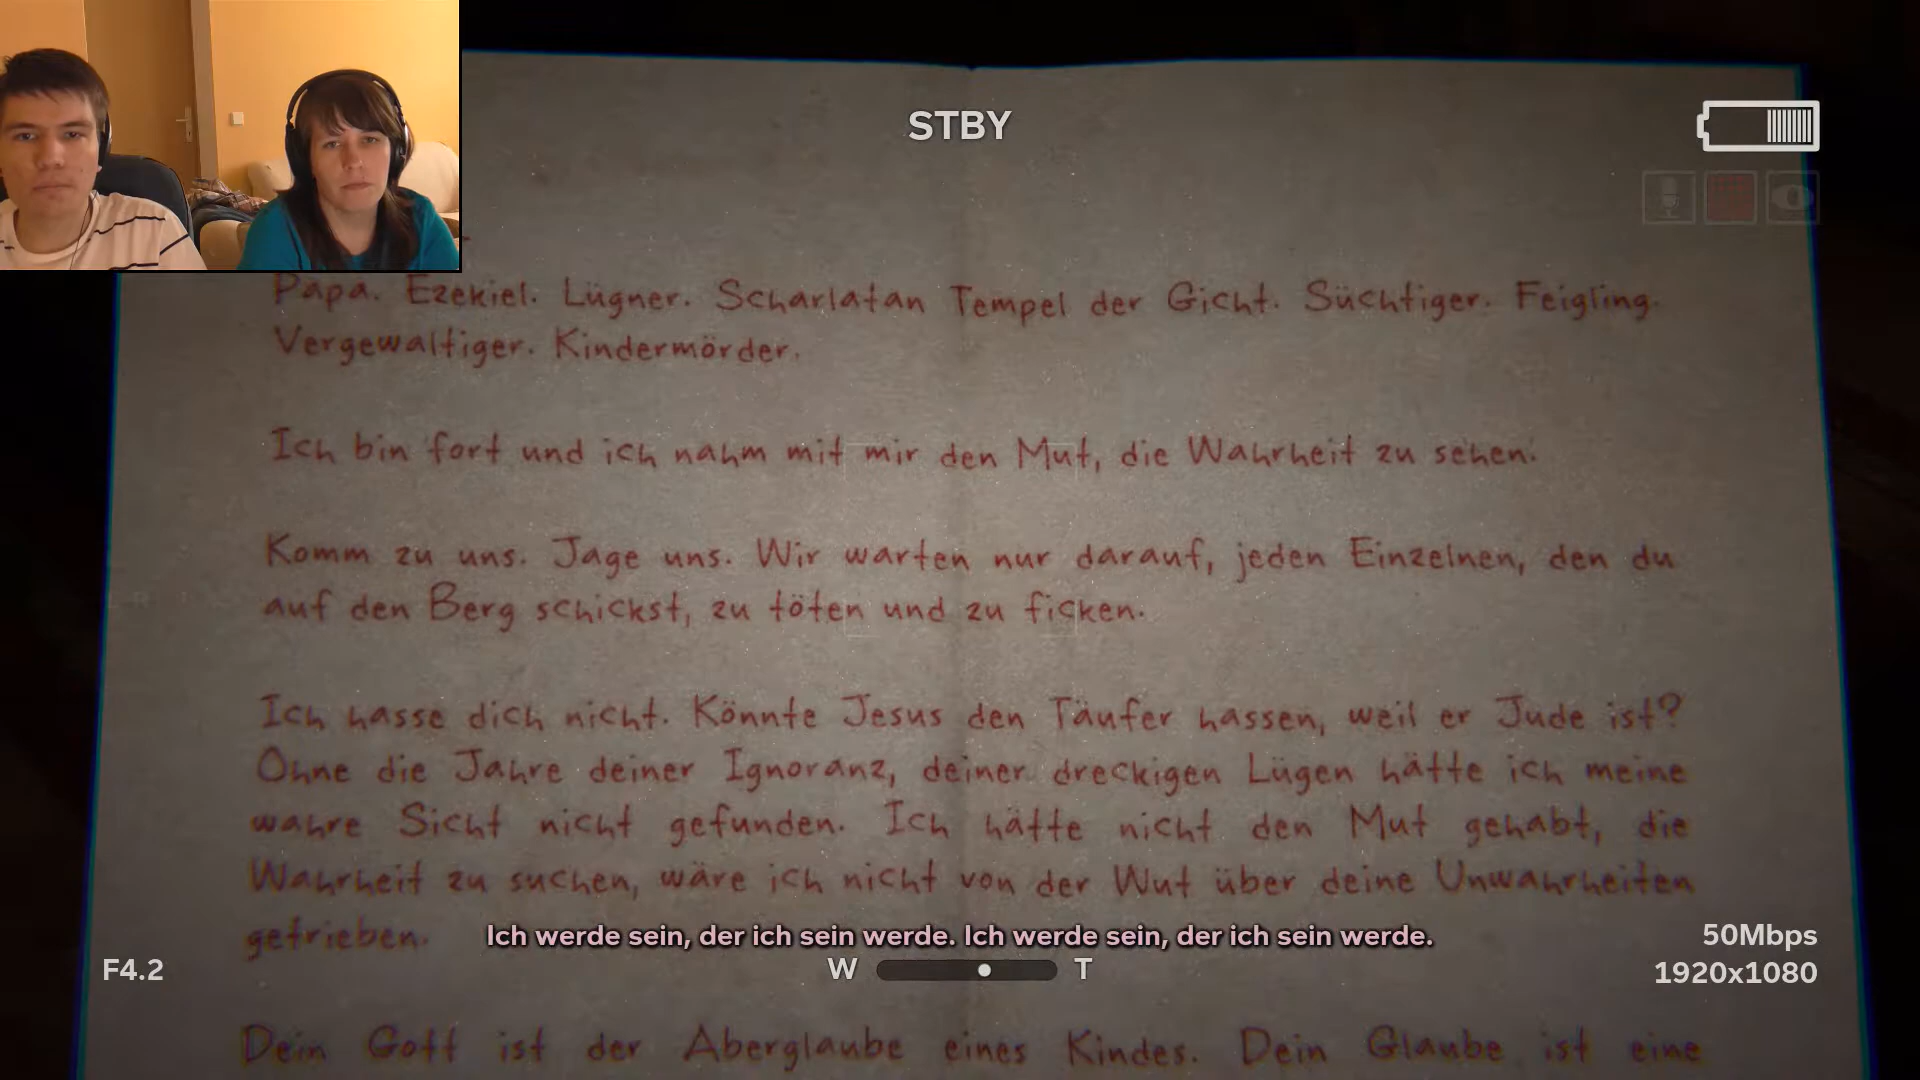 STBY
Papa. Ezekiel. Lügner. Scharlatan Tempel der Gicht. Süchtiger. Feigling.
Vergewaltiger. Kindermörder.
Ich bin fort und ich nahm mit mir den Mut, die Wahrheit zu sehen.
Komm zu uns. Jage uns. Wir warten nur darauf, jeden Einzelnen, den du
auf den Berg schickst, zu töten und zu ficken.
Ich hasse dich nicht. Könnte Jesus den Täufer hassen, weil er Jude ist?
Ohne die Jahre deiner Ignoranz, deiner dreckigen Lügen hätte ich meine
wahre Sicht nicht gefunden. Ich hätte nicht den Mut gehabt, die
Wahrheit zu suchen, wäre ich nicht von der Wut über deine Unwahrheiten
getrieben.
Ich werde sein, der ich sein werde. Ich werde sein, der ich sein werde.
50Mbps
F4.2
W T
1920x1080
Dein Gott ist der Aberglaube eines Kindes. Dein Glaube ist eine